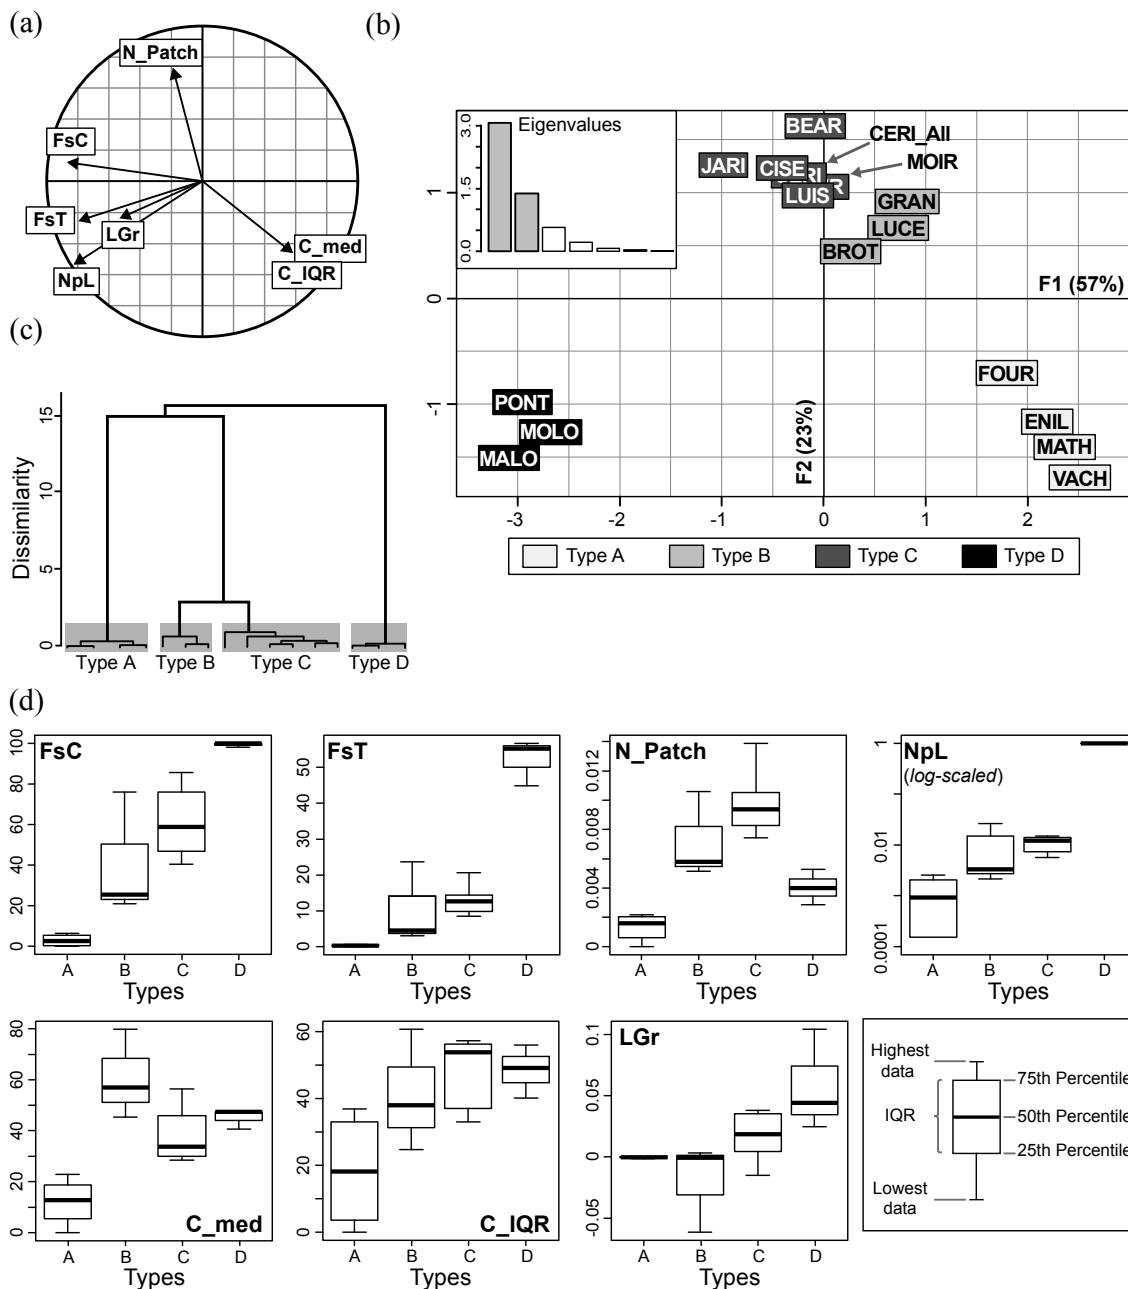 (a)
N_Patch
FsC
FsT
LGr
NpL
C_med
C_IQR
(b)
Eigenvalues
3.0
1.5
0.0
BEAR
CERI_All
JARI
CISE
MOIR
LUIS
GRAN
LUCE
BROT
F1 (57%)
FOUR
ENIL
MATH
VACH
PONT
MOLO
MALO
F2 (23%)
1
0
-1
-3 -2 -1 0 1 2
Type A Type B Type C Type D
(c)
Dissimilarity
15
10
5
0
Type A Type B Type C Type D
(d)
FsC
100
80
60
40
20
0
A B C D
Types
FsT
50
40
30
20
10
0
A B C D
Types
N_Patch
0.012
0.008
0.004
0
A B C D
Types
NpL
(log-scaled)
1
0.01
0.0001
A B C D
Types
C_med
80
60
40
20
0
A B C D
Types
C_IQR
60
40
20
0
A B C D
Types
LGr
0.1
0.05
0
-0.05
A B C D
Types
Highest data
75th Percentile
IQR
50th Percentile
25th Percentile
Lowest data